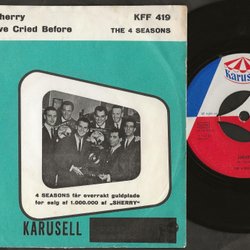 herry
KFF 419
ve Cried Before
THE 4 SEASONS
4 SEASONS får overrakt guldplade
for salg af 1.000.000 af „SHERRY"
KARUSELL
Karusell